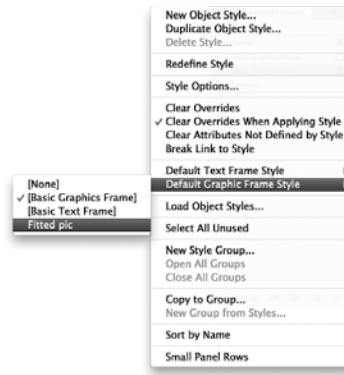 New Object Style...
Duplicate Object Style...
Delete Style...
Redefine Style
Style Options...
Clear Overrides
✓ Clear Overrides When Applying Style
Clear Attributes Not Defined by Style
Break Link to Style
Default Text Frame Style
Default Graphic Frame Style
[None]
✓ [Basic Graphics Frame]
[Basic Text Frame]
Fitted pic
Load Object Styles...
Select All Unused
New Style Group...
Open All Groups
Close All Groups
Copy to Group...
New Group from Styles...
Sort by Name
Small Panel Rows